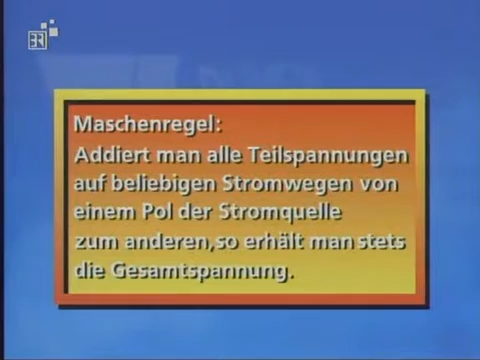 BR
Maschenregel:
Addiert man alle Teilspannungen
auf beliebigen Stromwegen von
einem Pol der Stromquelle
zum anderen,so erhält man stets
die Gesamtspannung.